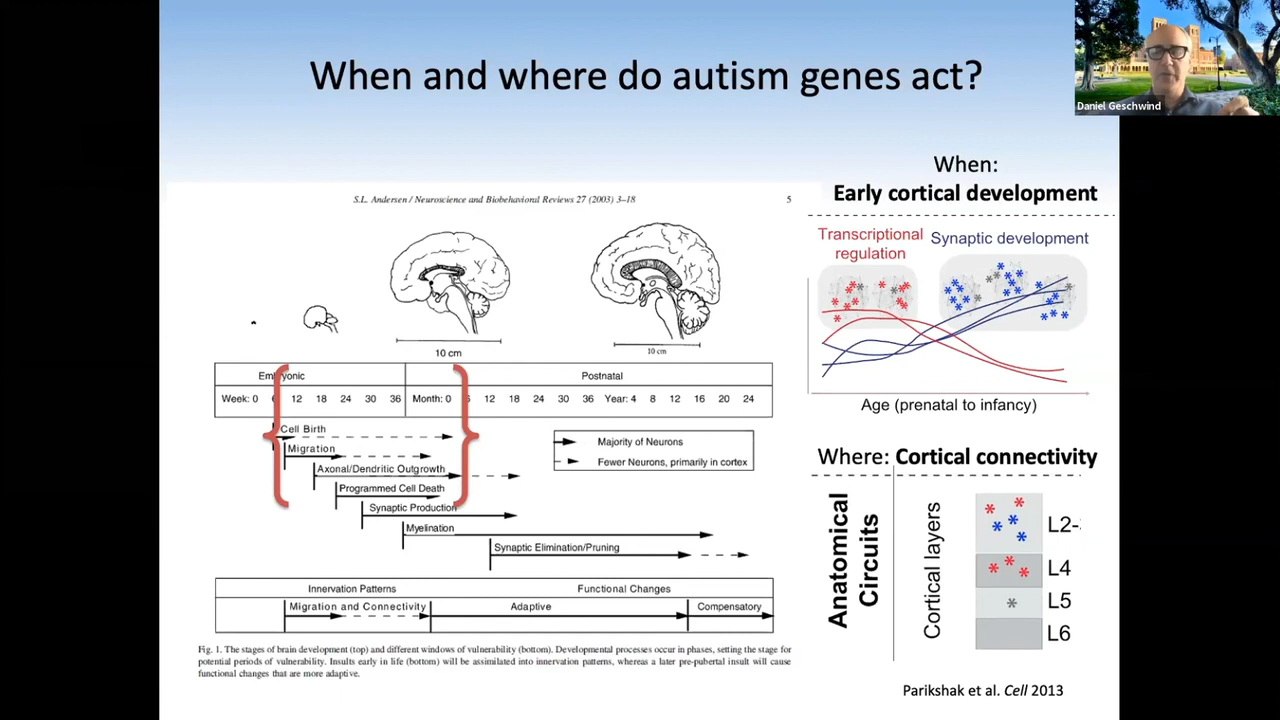 When and where do autism genes act?
Daniel Geschwind
S.L. Andersen / Neuroscience and Biobehavioral Reviews 27 (2003) 3–18
5
10 cm
10 cm
Embryonic
Postnatal
Week: 0 6 12 18 24 30 36 Month: 0 6 12 18 24 30 36 Year: 4 8 12 16 20 24
Cell Birth
Migration
Axonal/Dendritic Outgrowth
Programmed Cell Death
Synaptic Production
Myelination
Synaptic Elimination/Pruning
Majority of Neurons
Fewer Neurons, primarily in cortex
Innervation Patterns
Functional Changes
Migration and Connectivity
Adaptive
Compensatory
Fig. 1. The stages of brain development (top) and different windows of vulnerability (bottom). Developmental processes occur in phases, setting the stage for
potential periods of vulnerability. Insults early in life (bottom) will be assimilated into innervation patterns, whereas a later pre-pubertal insult will cause
functional changes that are more adaptive.
When:
Early cortical development
Transcriptional
regulation
Synaptic development
Age (prenatal to infancy)
Where: Cortical connectivity
Anatomical
Circuits
Cortical layers
L2-
L4
L5
L6
Parikshak et al. Cell 2013